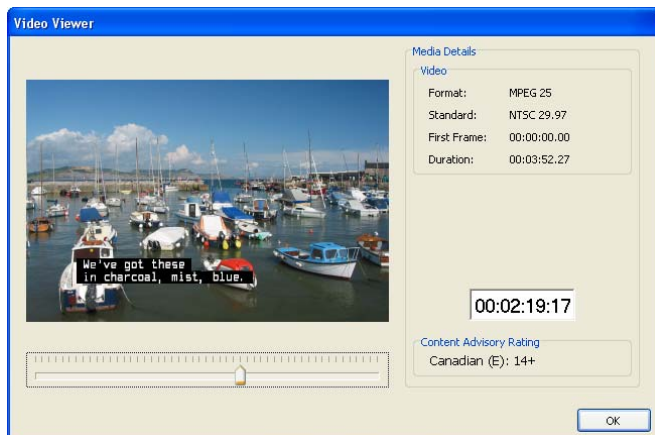 Video Viewer
We've got these
in charcoal, mist, blue.
Media Details
Video
Format: MPEG 25
Standard: NTSC 29.97
First Frame: 00:00:00.00
Duration: 00:03:52.27
00:02:19:17
Content Advisory Rating
Canadian (E): 14+
OK